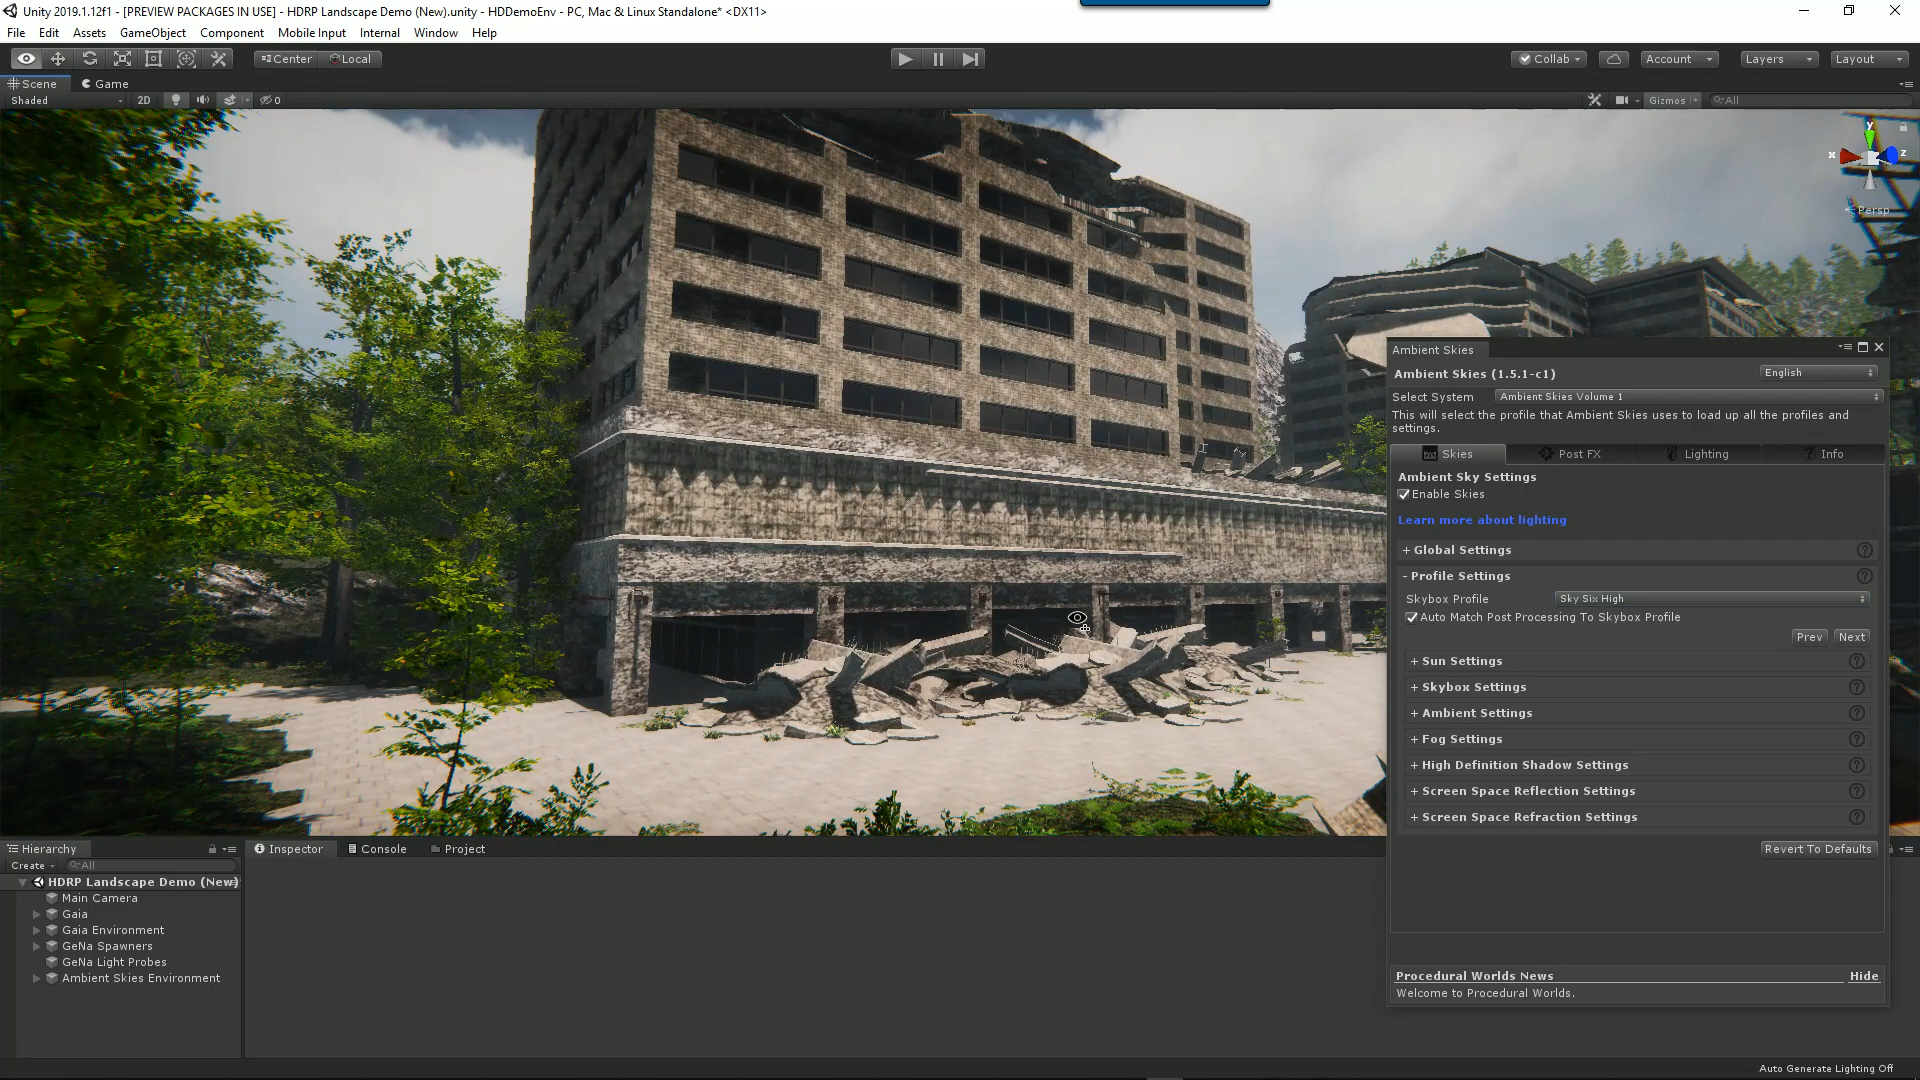 Unity 2019.1.12f1 - [PREVIEW PACKAGES IN USE] - HDRP Landscape Demo (New).unity - HDDemoEnv - PC, Mac & Linux Standalone* <DX11>
File Edit Assets GameObject Component Mobile Input Internal Window Help
Center Local Collab Account Layers Layout
Scene Game
Shaded 2D 0 Gizmos All
y
x z
Persp
Ambient Skies
Ambient Skies (1.5.1-c1) English
Select System Ambient Skies Volume 1
This will select the profile that Ambient Skies uses to load up all the profiles and
settings.
Skies Post FX Lighting Info
Ambient Sky Settings
Enable Skies
Learn more about lighting
+ Global Settings ?
- Profile Settings ?
Skybox Profile Sky Six High
Auto Match Post Processing To Skybox Profile
Prev Next
+ Sun Settings ?
+ Skybox Settings ?
+ Ambient Settings ?
+ Fog Settings ?
+ High Definition Shadow Settings ?
+ Screen Space Reflection Settings ?
+ Screen Space Refraction Settings ?
Revert To Defaults
Procedural Worlds News Hide
Welcome to Procedural Worlds.
Hierarchy Inspector Console Project
Create All
HDRP Landscape Demo (New)
Main Camera
Gaia
Gaia Environment
GeNa Spawners
GeNa Light Probes
Ambient Skies Environment
Auto Generate Lighting Off